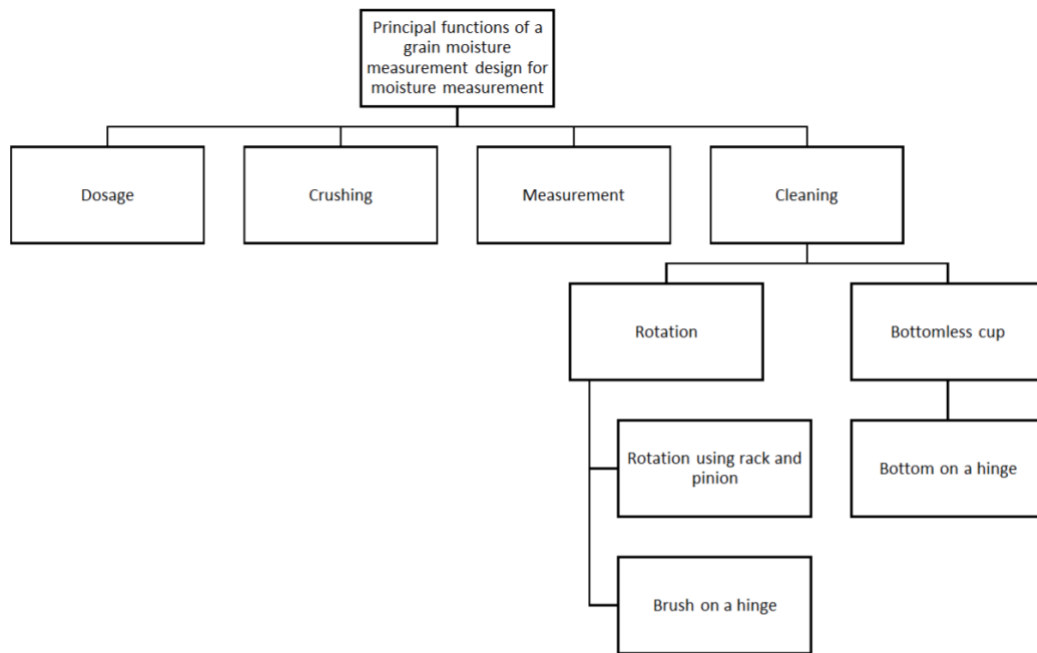 Principal functions of a
grain moisture
measurement design for
moisture measurement
Dosage
Crushing
Measurement
Cleaning
Rotation
Bottomless cup
Rotation using rack and
pinion
Bottom on a hinge
Brush on a hinge